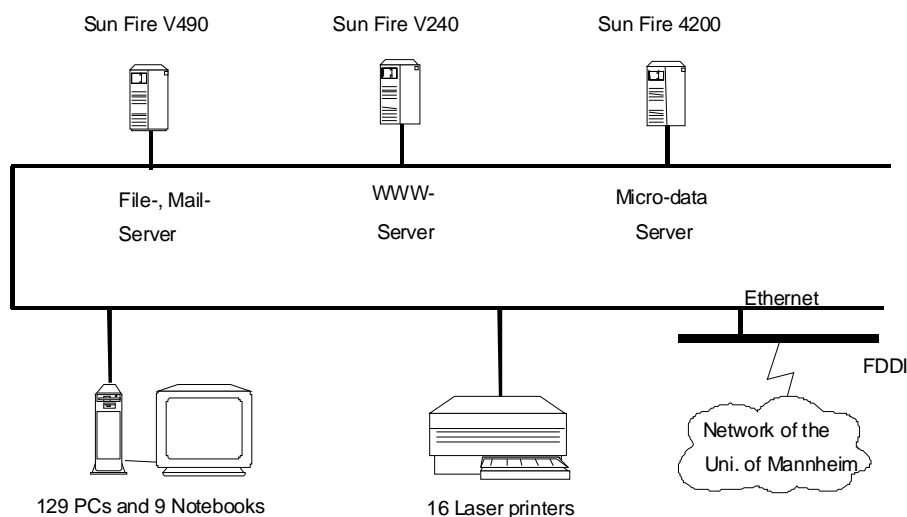 Sun Fire V490
Sun Fire V240
Sun Fire 4200
File-, Mail-
Server
WWW-
Server
Micro-data
Server
Ethernet
FDDI
Network of the
Uni. of Mannheim
129 PCs and 9 Notebooks
16 Laser printers